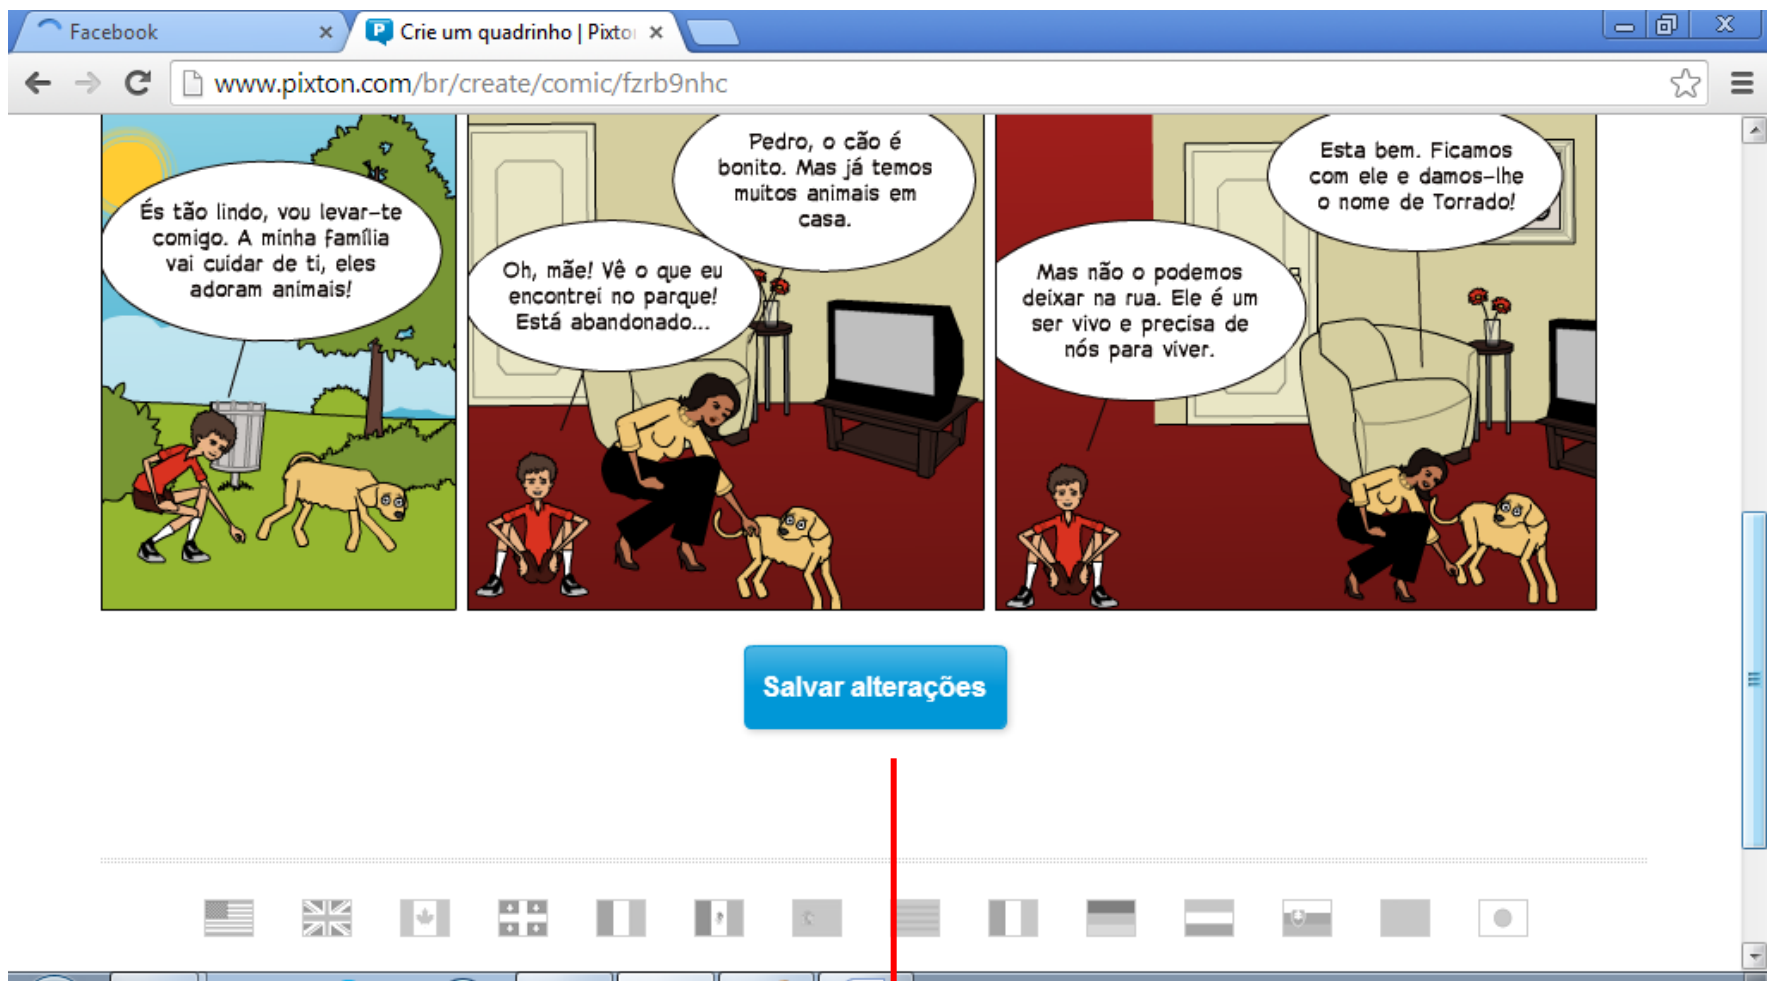 Facebook
Crie um quadrinho | Pixto
www.pixton.com/br/create/comic/fzrb9nhc
És tão lindo, vou levar-te
comigo. A minha família
vai cuidar de ti, eles
adoram animais!
Oh, mãe! Vê o que eu
encontrei no parque!
Está abandonado...
Pedro, o cão é
bonito. Mas já temos
muitos animais em
casa.
Mas não o podemos
deixar na rua. Ele é um
ser vivo e precisa de
nós para viver.
Esta bem. Ficamos
com ele e damos-lhe
o nome de Torrado!
Salvar alterações